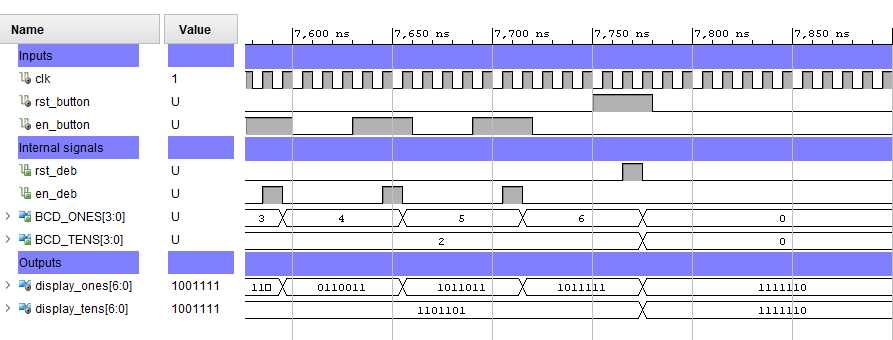 Name Value 7,600 ns 7,650 ns 7,700 ns 7,750 ns 7,800 ns 7,850 ns
Inputs
clk 1
rst_button U
en_button U
Internal signals
rst_deb U
en_deb U
BCD_ONES[3:0] U 3 4 5 6 0
BCD_TENS[3:0] U 2 0
Outputs
display_ones[6:0] 1001111 11 0110011 1011011 1011111 1111110
display_tens[6:0] 1001111 1101101 1111110